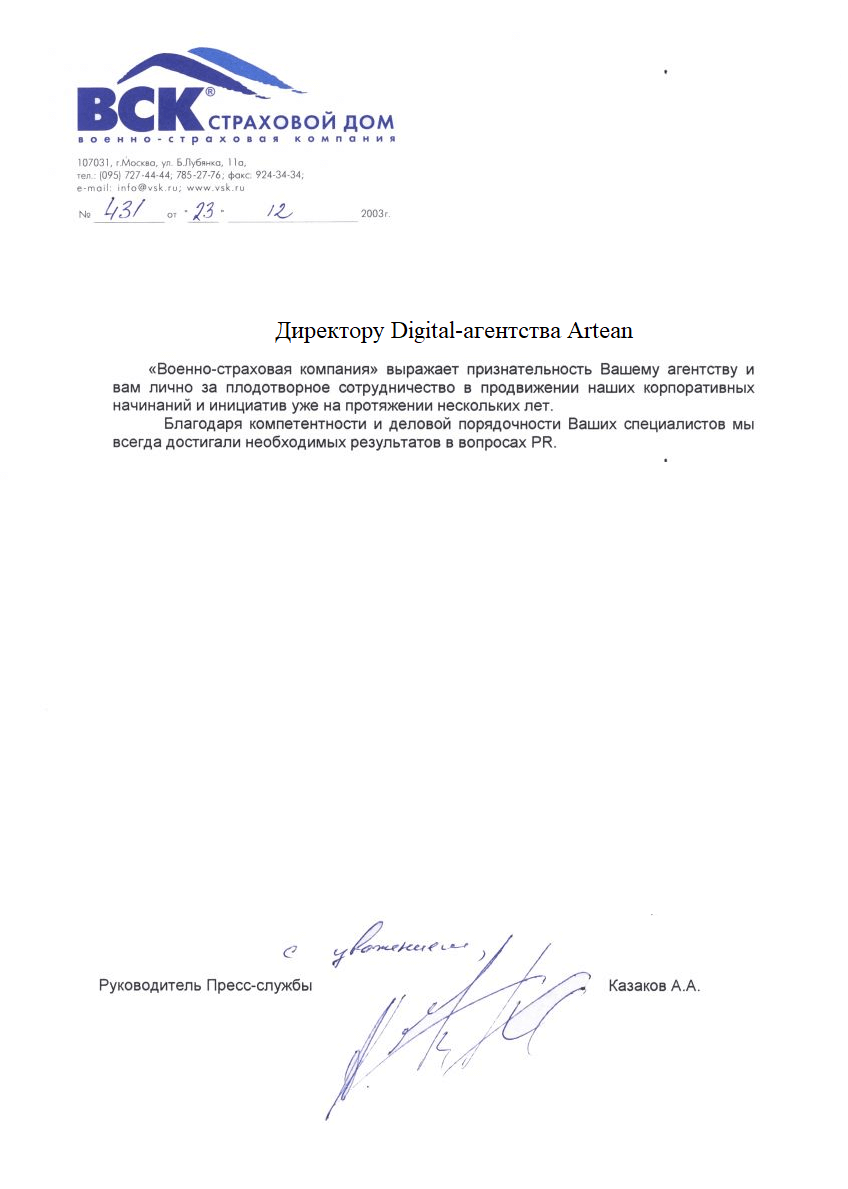 ВСК® СТРАХОВОЙ ДОМ
военно-страховая компания
107031, г.Москва, ул. Б.Лубянка, 11а,
тел.: (095) 727-44-44; 785-27-76; факс: 924-34-34;
e-mail: info@vsk.ru; www.vsk.ru
№ 431 от "23" 12 2003г.
Директору Digital-агентства Artean
«Военно-страховая компания» выражает признательность Вашему агентству и
вам лично за плодотворное сотрудничество в продвижении наших корпоративных
начинаний и инициатив уже на протяжении нескольких лет.
Благодаря компетентности и деловой порядочности Ваших специалистов мы
всегда достигали необходимых результатов в вопросах PR.
с уважением,
Руководитель Пресс-службы Казаков А.А.